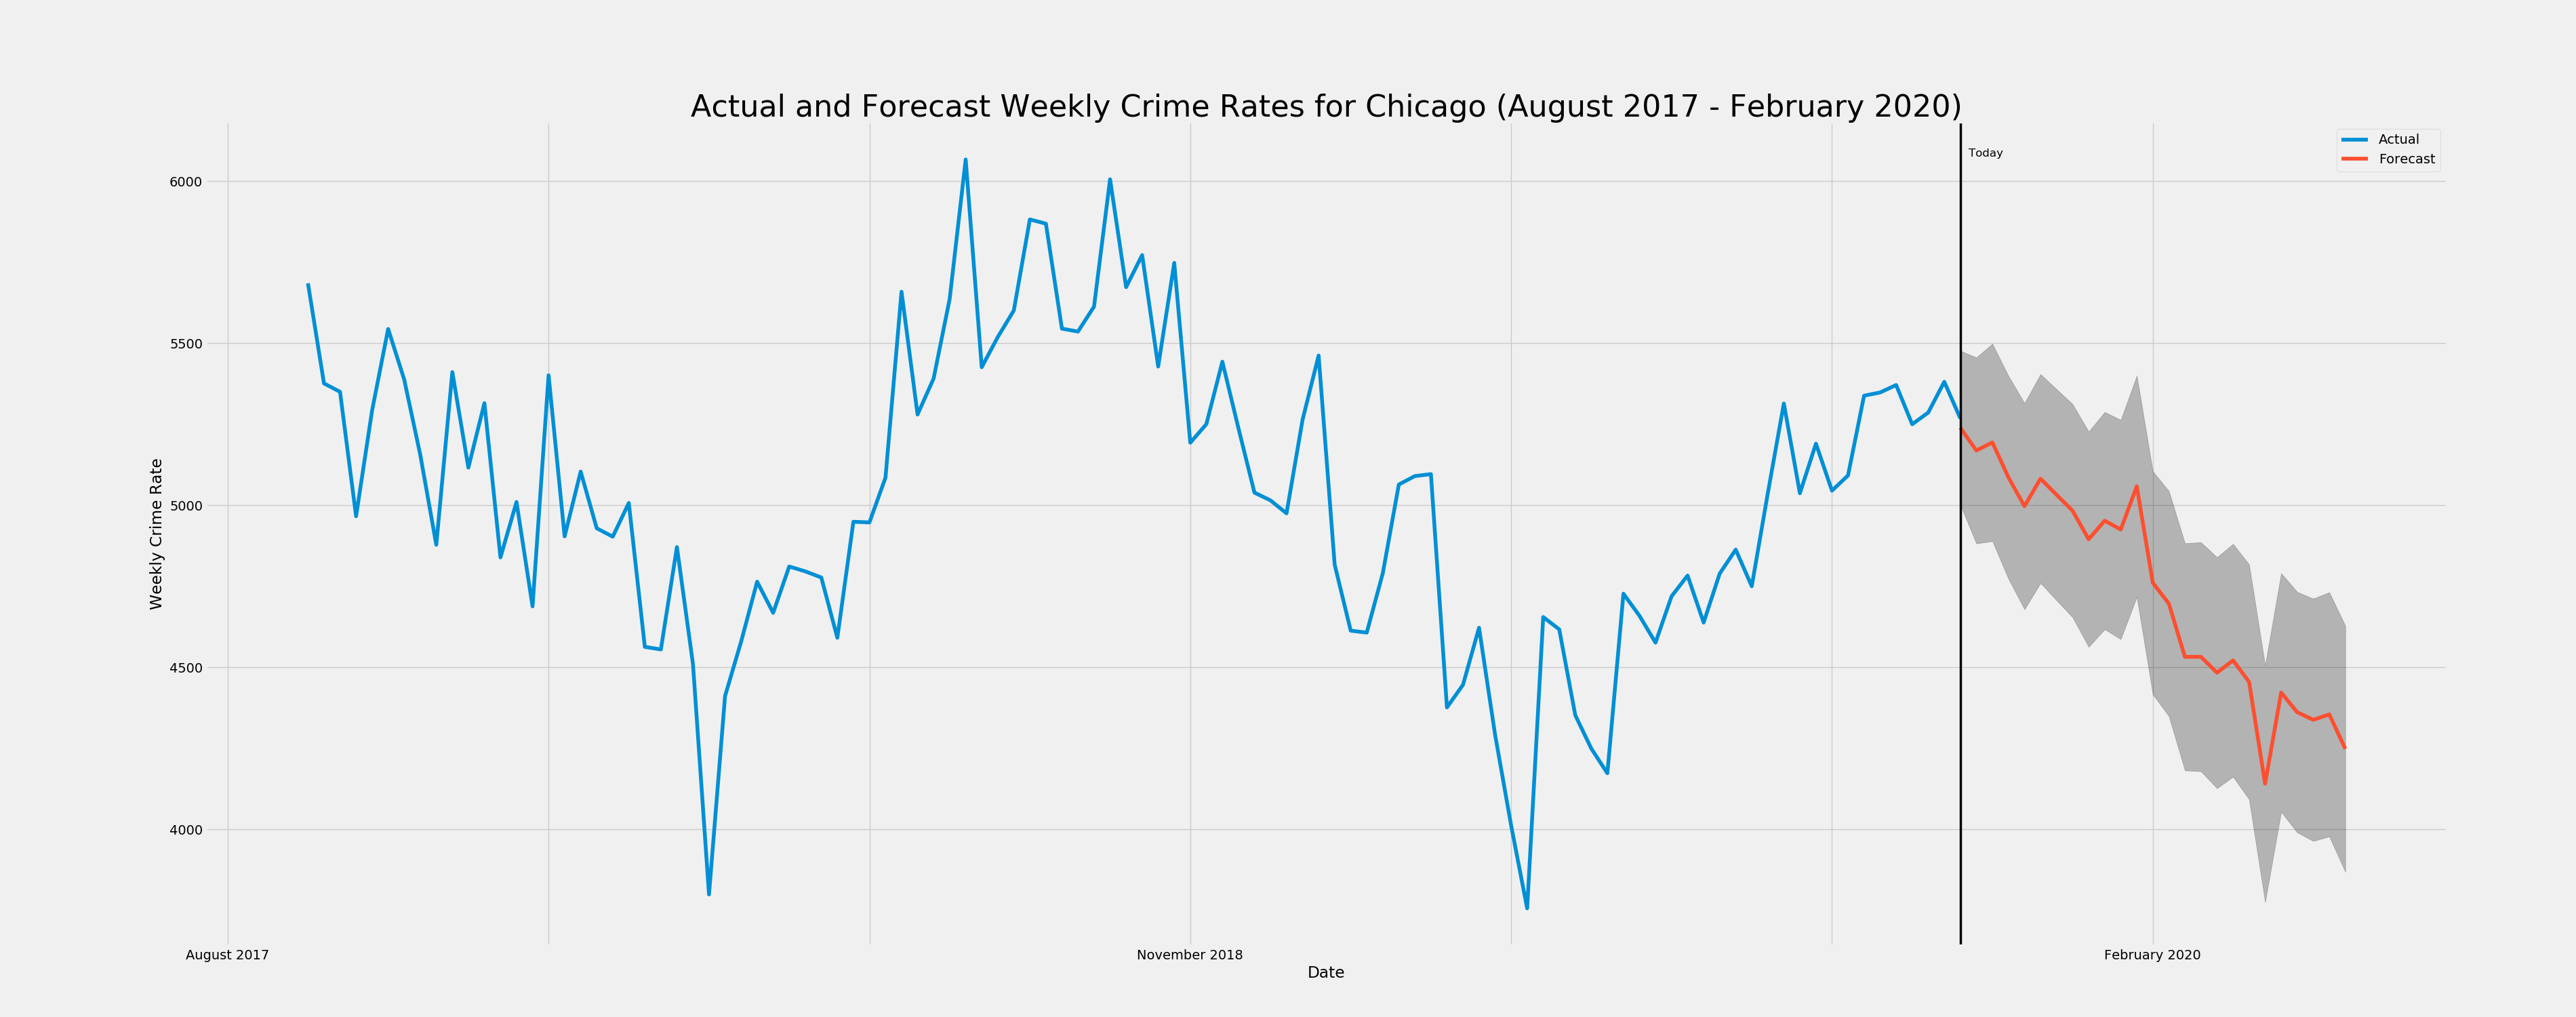 Actual and Forecast Weekly Crime Rates for Chicago (August 2017 - February 2020)
Today
Actual
Forecast
6000
5500
5000
4500
4000
Weekly Crime Rate
August 2017
November 2018
February 2020
Date